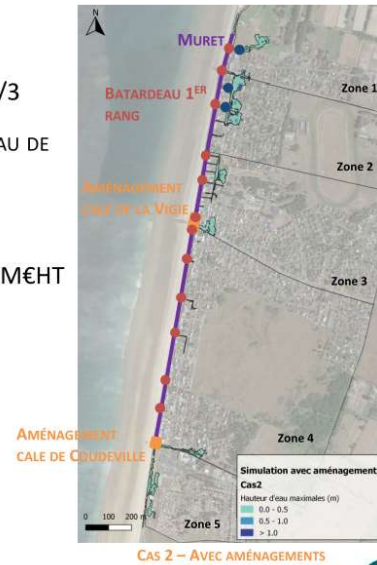 N
MURET
/3
BATARDEAU 1ER
RANG
Zone 1
AU DE
Zone 2
AMÉNAGEMENT
CALE DE LA VIGIE
M€HT
Zone 3
AMÉNAGEMENT
CALE DE COUDEVILLE
Zone 4
Zone 5
0 100 200 m
Simulation avec aménagement
Cas2
Hauteur d'eau maximales (m)
0.0 - 0.5
0.5 - 1.0
> 1.0
CAS 2 – AVEC AMÉNAGEMENTS